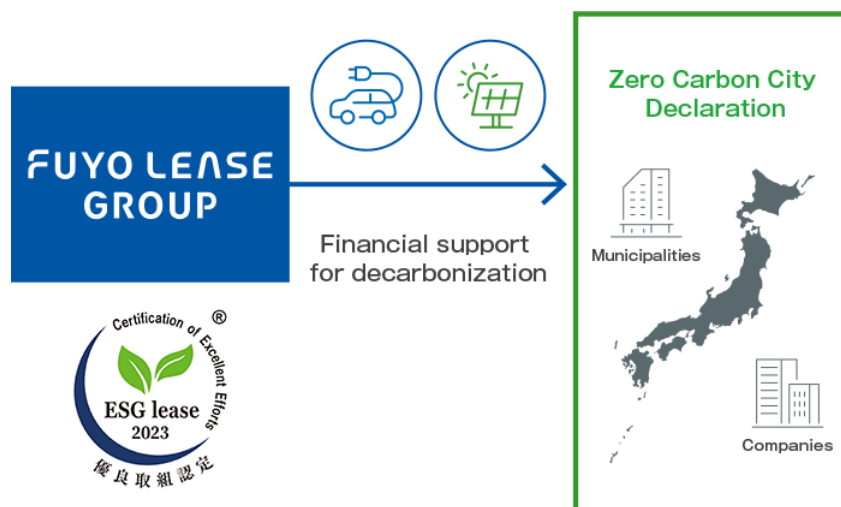 FUYO LEASE
GROUP
Financial support
for decarbonization
Certification of Excellent Efforts
®
ESG lease
2023
優良取組認定
Zero Carbon City
Declaration
Municipalities
Companies